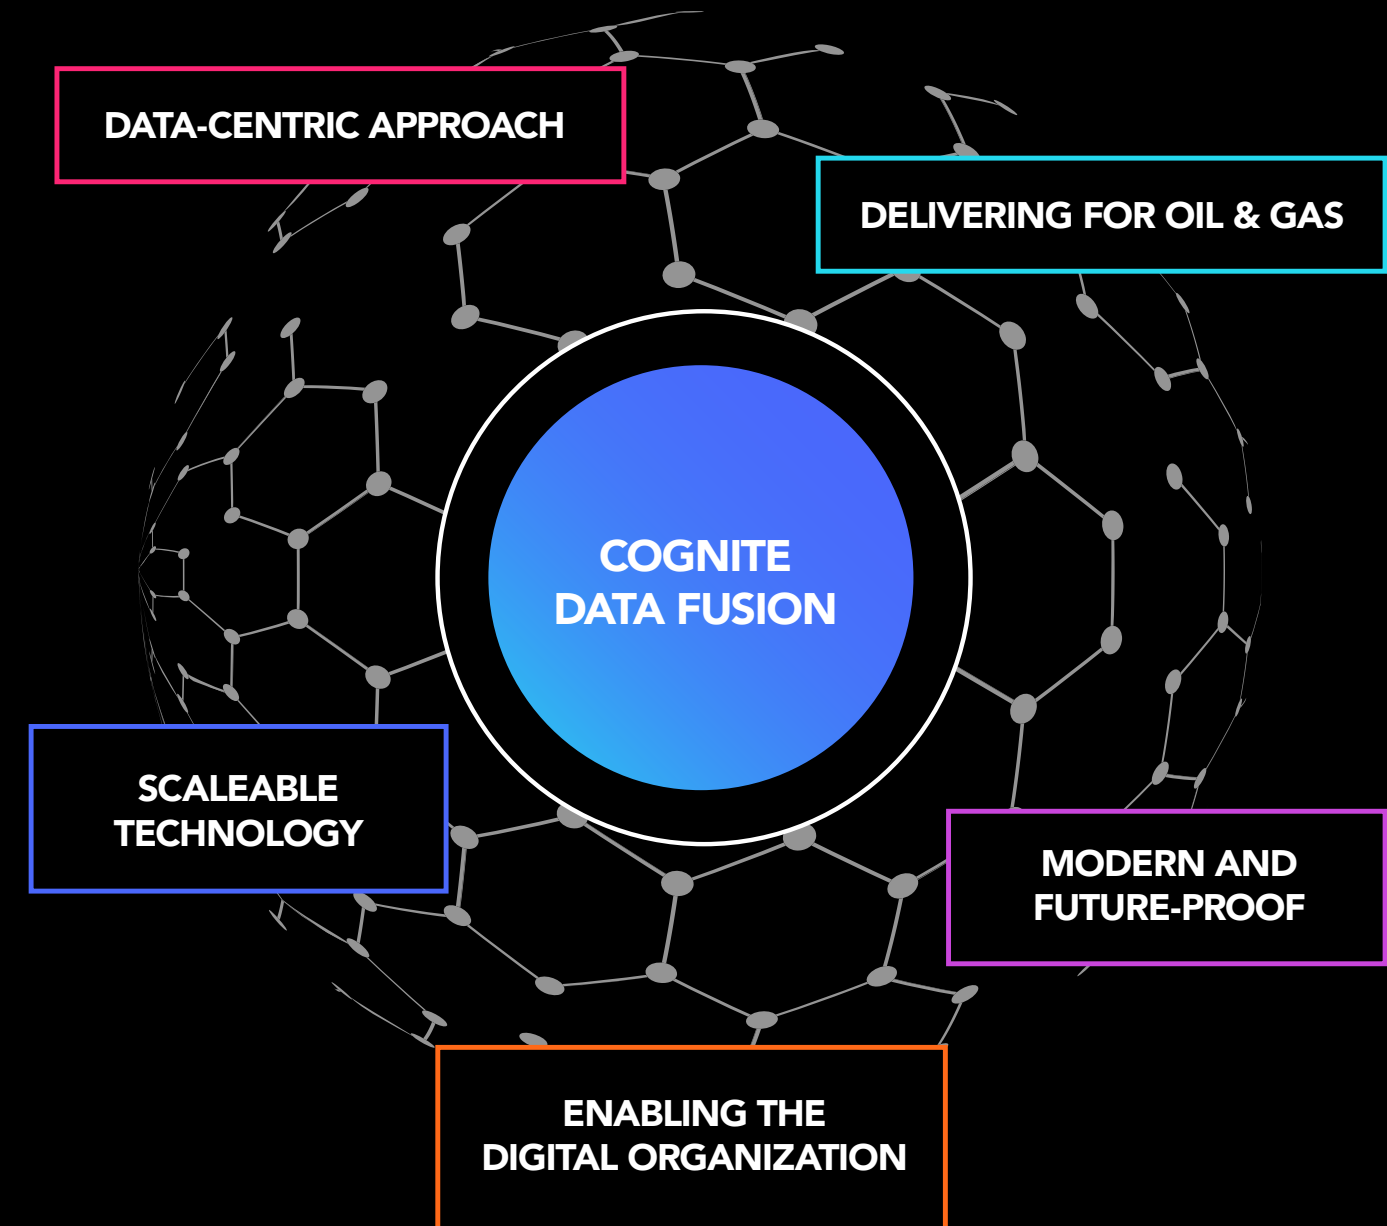 DATA-CENTRIC APPROACH
DELIVERING FOR OIL & GAS
COGNITE
DATA FUSION
SCALEABLE
TECHNOLOGY
MODERN AND
FUTURE-PROOF
ENABLING THE
DIGITAL ORGANIZATION